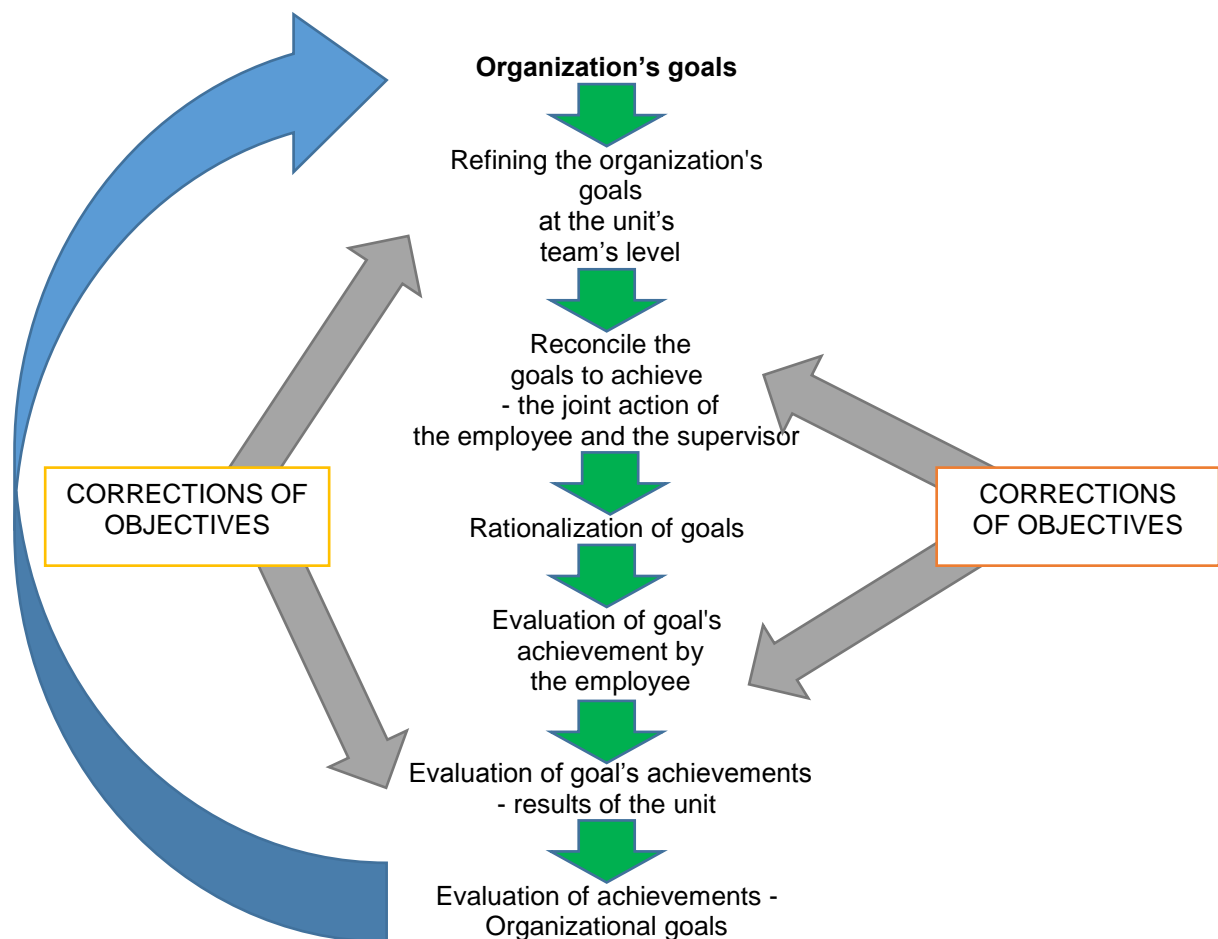 Organization’s goals
Refining the organization's
goals
at the unit’s
team’s level
Reconcile the
goals to achieve
- the joint action of
the employee and the supervisor
CORRECTIONS OF
OBJECTIVES
CORRECTIONS
OF OBJECTIVES
Rationalization of goals
Evaluation of goal's
achievement by
the employee
Evaluation of goal’s achievements
- results of the unit
Evaluation of achievements -
Organizational goals